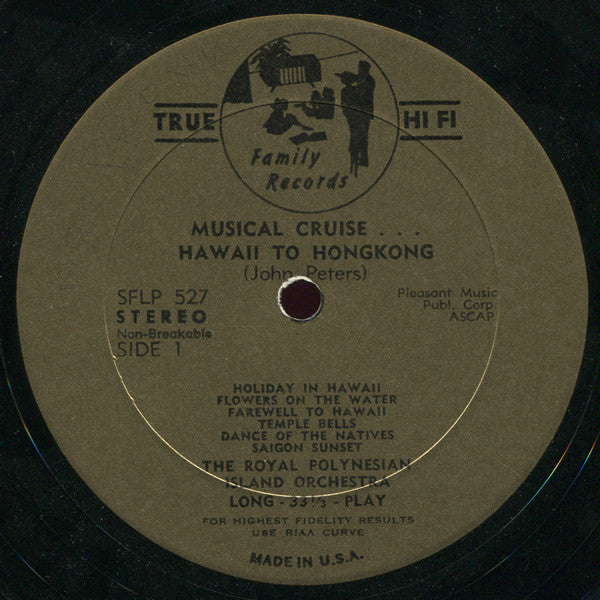 TRUE HI FI
Family
Records
MUSICAL CRUISE . . .
HAWAII TO HONGKONG
(John Peters)
SFLP 527
STEREO
Non-Breakable
SIDE 1
Pleasant Music
Publ. Corp.
ASCAP
HOLIDAY IN HAWAII
FLOWERS ON THE WATER
FAREWELL TO HAWAII
TEMPLE BELLS
DANCE OF THE NATIVES
SAIGON SUNSET
THE ROYAL POLYNESIAN
ISLAND ORCHESTRA
LONG - 33⅓ - PLAY
FOR HIGHEST FIDELITY RESULTS
USE RIAA CURVE
MADE IN U.S.A.